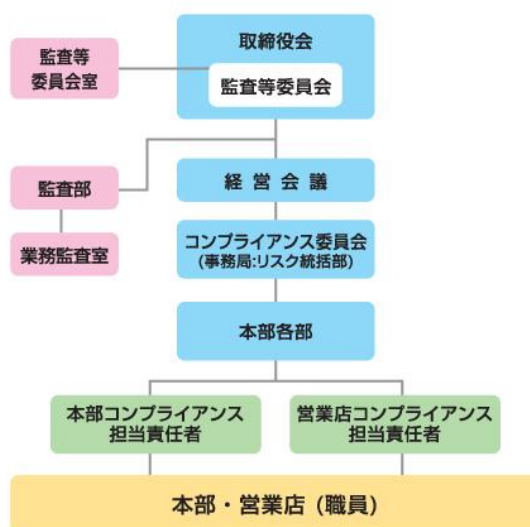 取締役会
監査等
委員会室
監査等委員会
監査部
経営会議
業務監査室
コンプライアンス委員会
(事務局:リスク統括部)
本部各部
本部コンプライアンス
担当責任者
営業店コンプライアンス
担当責任者
本部・営業店(職員)